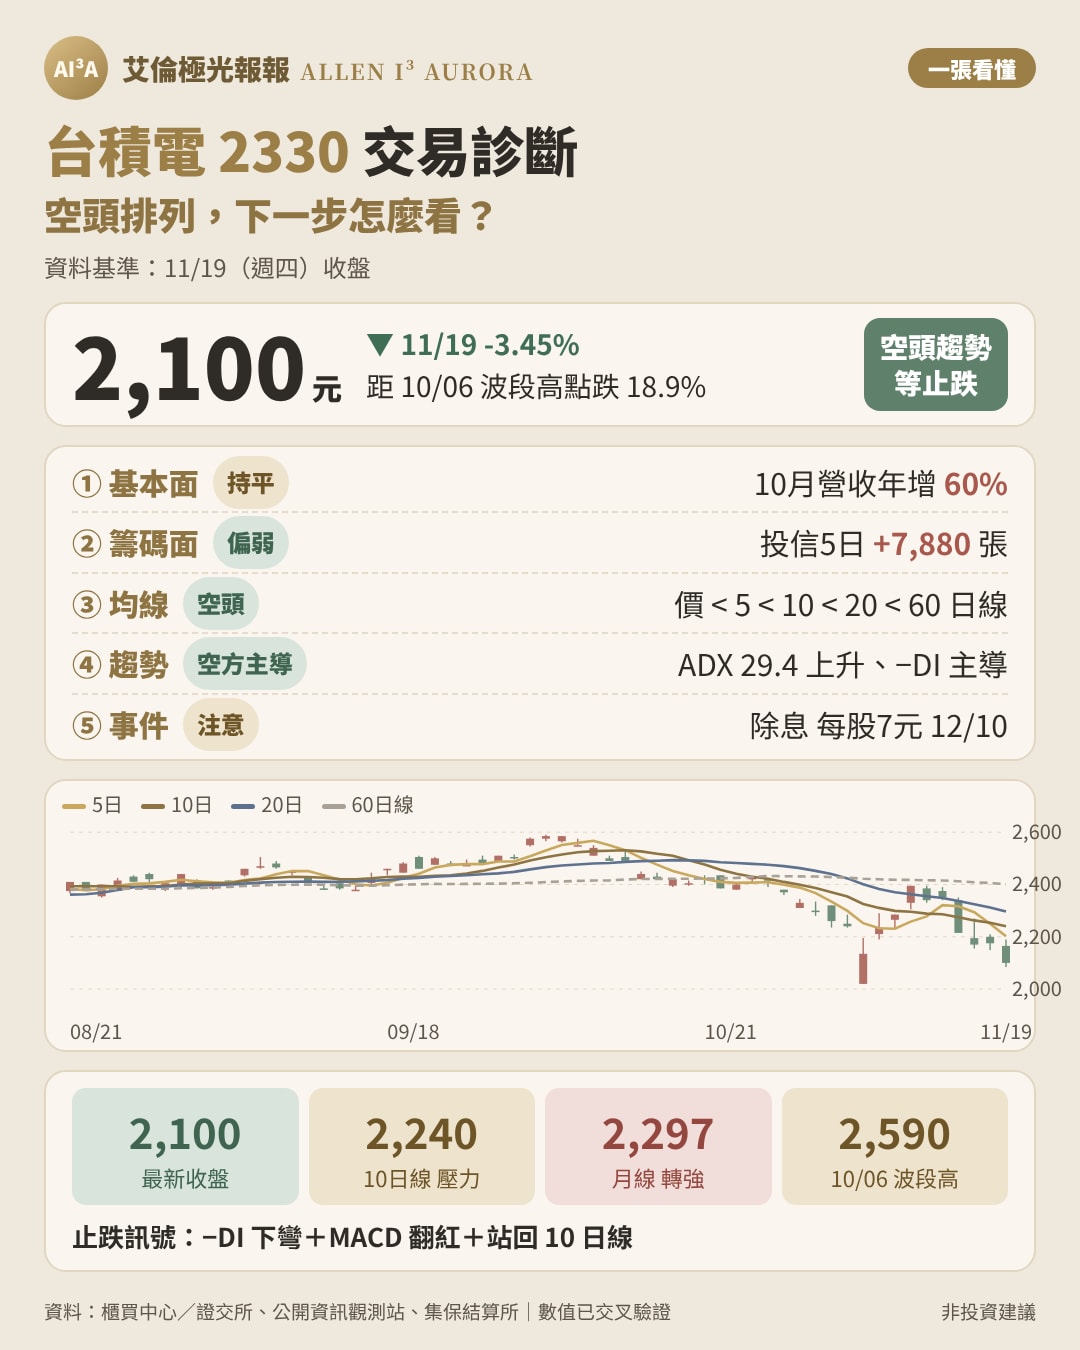 AI³A 艾倫極光報報 ALLEN I³ AURORA
一張看懂
台積電 2330 交易診斷
空頭排列，下一步怎麼看？
資料基準：11/19（週四）收盤
2,100 元
▼ 11/19 -3.45%
距 10/06 波段高點跌 18.9%
空頭趨勢
等止跌
① 基本面 持平 10月營收年增 60%
② 籌碼面 偏弱 投信5日 +7,880 張
③ 均線 空頭 價 < 5 < 10 < 20 < 60 日線
④ 趨勢 空方主導 ADX 29.4 上升、−DI 主導
⑤ 事件 注意 除息 每股7元 12/10
5日 10日 20日 60日線
2,600
2,400
2,200
2,000
08/21 09/18 10/21 11/19
2,100 2,240 2,297 2,590
最新收盤 10日線 壓力 月線 轉強 10/06 波段高
止跌訊號：−DI 下彎＋MACD 翻紅＋站回 10 日線
資料：櫃買中心／證交所、公開資訊觀測站、集保結算所｜數值已交叉驗證 非投資建議